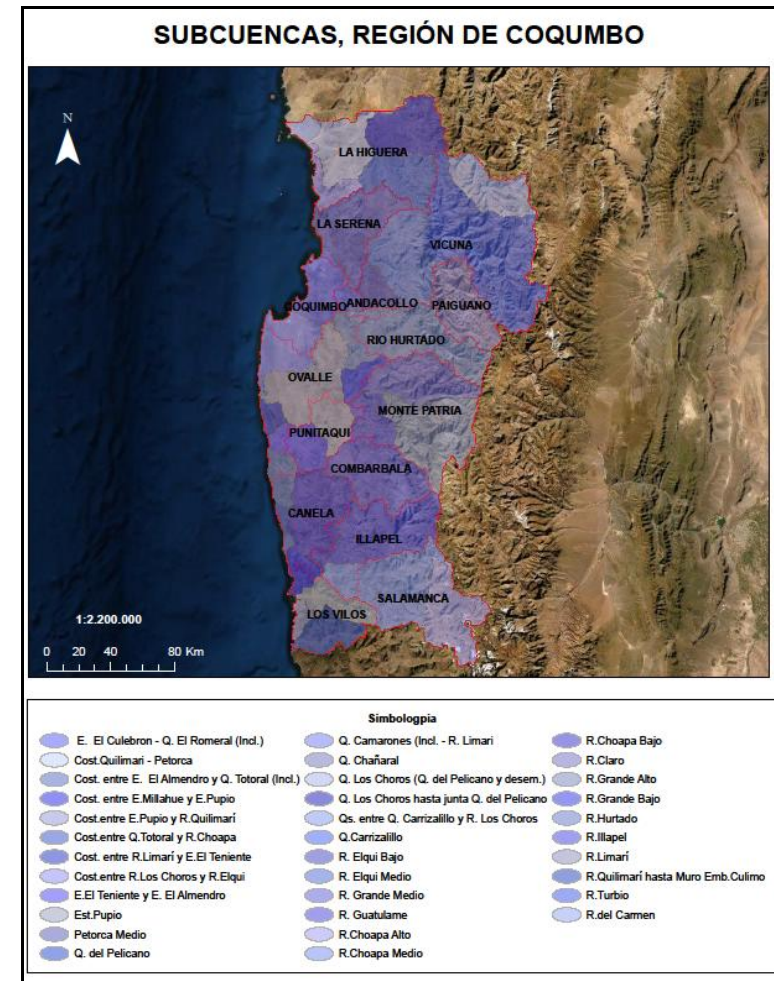 SUBCUENCAS, REGIÓN DE COQUMBO
N
LA HIGUERA
LA SERENA
VICUNA
COQUIMBO
ANDACOLLO
PAIGUANO
RIO HURTADO
OVALLE
MONTE PATRIA
PUNITAQUI
COMBARBALA
CANELA
ILLAPEL
SALAMANCA
LOS VILOS
1:2.200.000
0 20 40 80 Km
Simbologpia
E. El Culebron - Q. El Romeral (Incl.)
Cost.Quilimari - Petorca
Cost. entre E. El Almendro y Q. Totoral (Incl.)
Cost. entre E.Millahue y E.Pupio
Cost.entre E.Pupio y R.Quilimarí
Cost.entre Q.Totoral y R.Choapa
Cost. entre R.Limarí y E.El Teniente
Cost.entre R.Los Choros y R.Elqui
E.El Teniente y E. El Almendro
Est.Pupio
Petorca Medio
Q. del Pelicano
Q. Camarones (Incl. - R. Limari
Q. Chañaral
Q. Los Choros (Q. del Pelicano y desem.)
Q. Los Choros hasta junta Q. del Pelicano
Qs. entre Q. Carrizalillo y R. Los Choros
Q.Carrizalillo
R. Elqui Bajo
R. Elqui Medio
R. Grande Medio
R. Guatulame
R.Choapa Alto
R.Choapa Medio
R.Choapa Bajo
R.Claro
R.Grande Alto
R.Grande Bajo
R.Hurtado
R.Illapel
R.Limarí
R.Quilimarí hasta Muro Emb.Culimo
R.Turbio
R.del Carmen